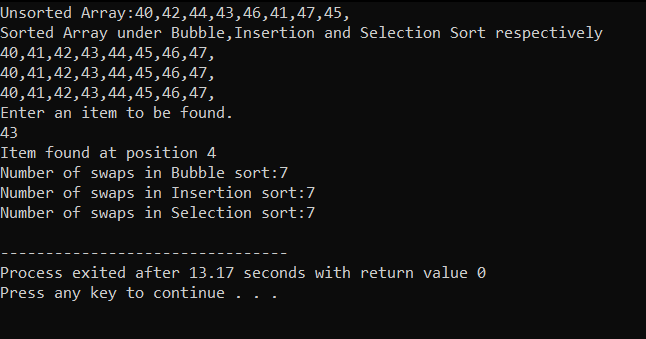 Unsorted Array:40,42,44,43,46,41,47,45,
Sorted Array under Bubble,Insertion and Selection Sort respectively
40,41,42,43,44,45,46,47,
40,41,42,43,44,45,46,47,
40,41,42,43,44,45,46,47,
Enter an item to be found.
43
Item found at position 4
Number of swaps in Bubble sort:7
Number of swaps in Insertion sort:7
Number of swaps in Selection sort:7
--------------------------------
Process exited after 13.17 seconds with return value 0
Press any key to continue . . .